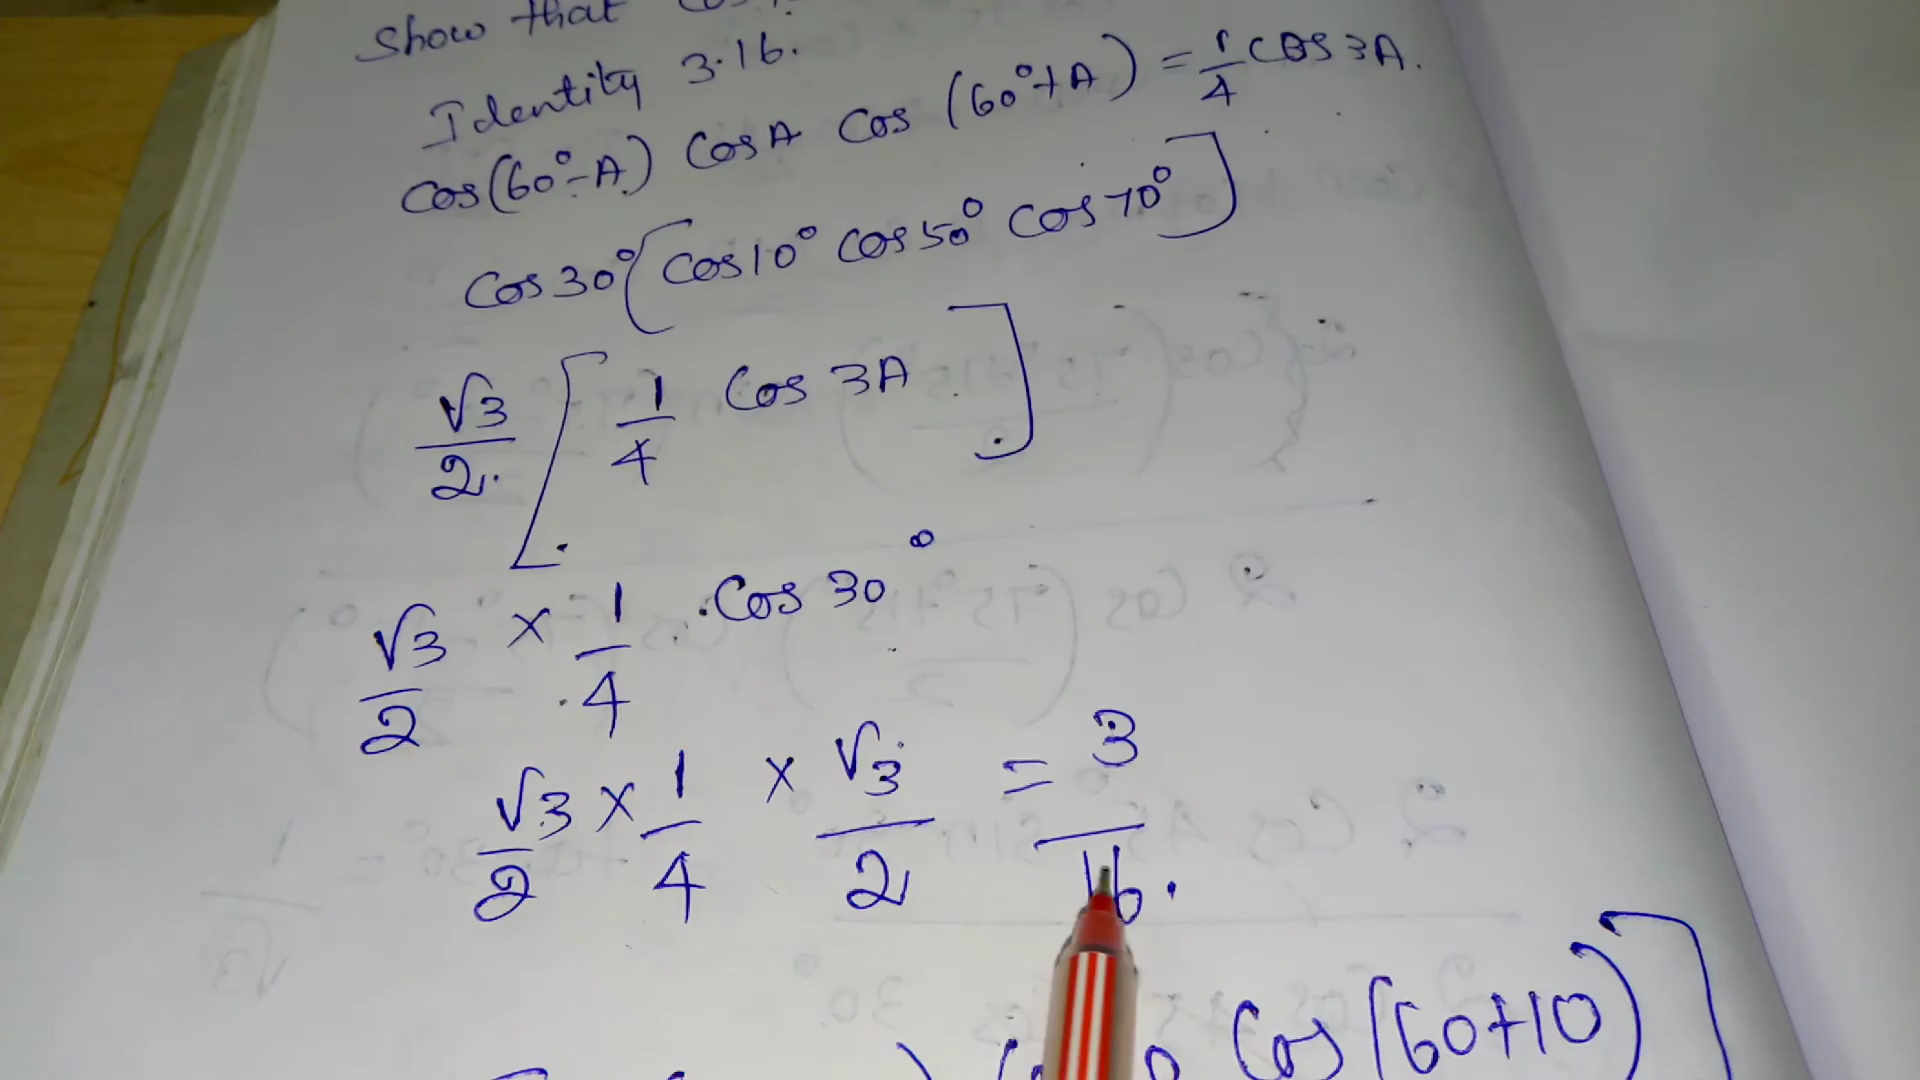 Show that
Identity 3.16.
Cos(60°-A) Cos A Cos (60°+A) = 1/4 Cos 3A.
Cos 30° [Cos 10° Cos 50° Cos 70°]
√3/2 [1/4 Cos 3A]
√3/2 × 1/4 . Cos 30°
√3/2 × 1/4 × √3/2 = 3/16.
Cos(60+10)]